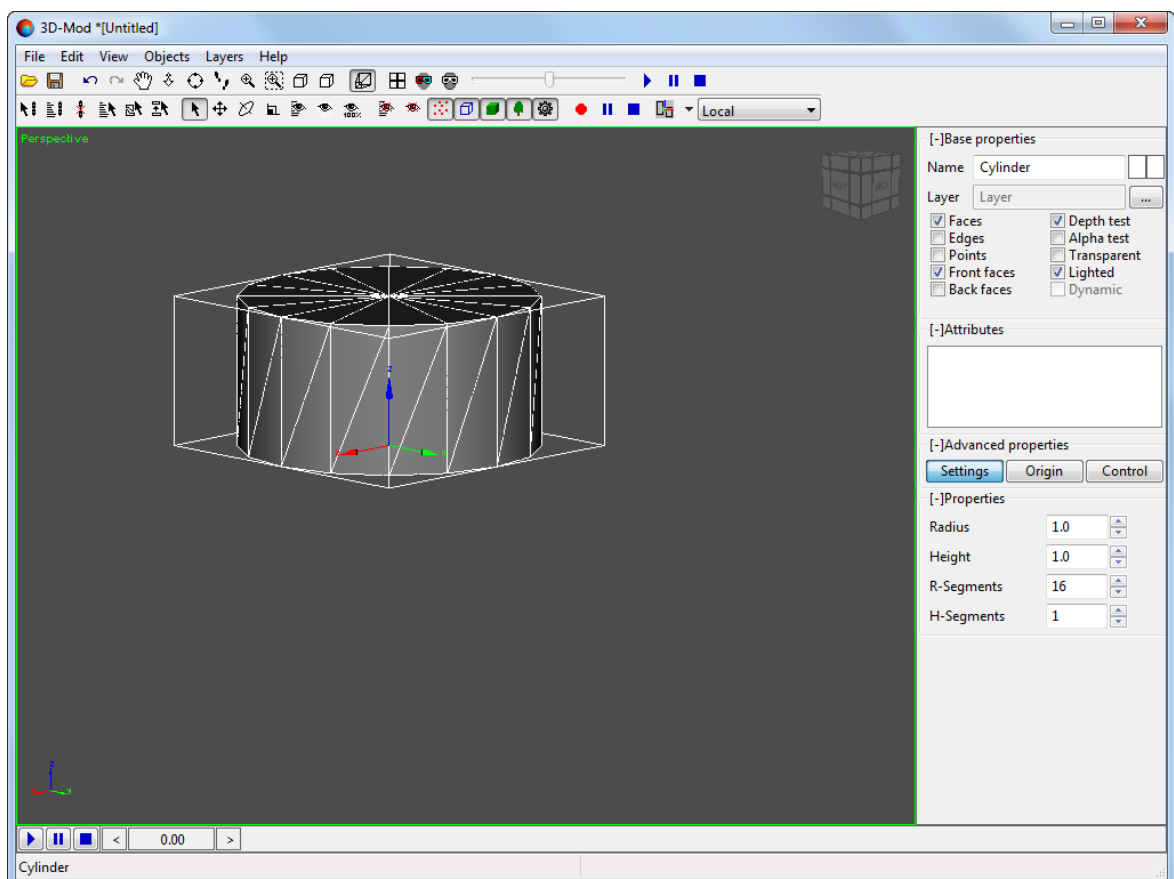 3D-Mod *[Untitled]
File Edit View Objects Layers Help
100%
Local
Perspective
[-]Base properties
Name Cylinder
Layer Layer ...
Faces Depth test
Edges Alpha test
Points Transparent
Front faces Lighted
Back faces Dynamic
[-]Attributes
[-]Advanced properties
Settings Origin Control
[-]Properties
Radius 1.0
Height 1.0
R-Segments 16
H-Segments 1
z
y
z
y
< 0.00 >
Cylinder